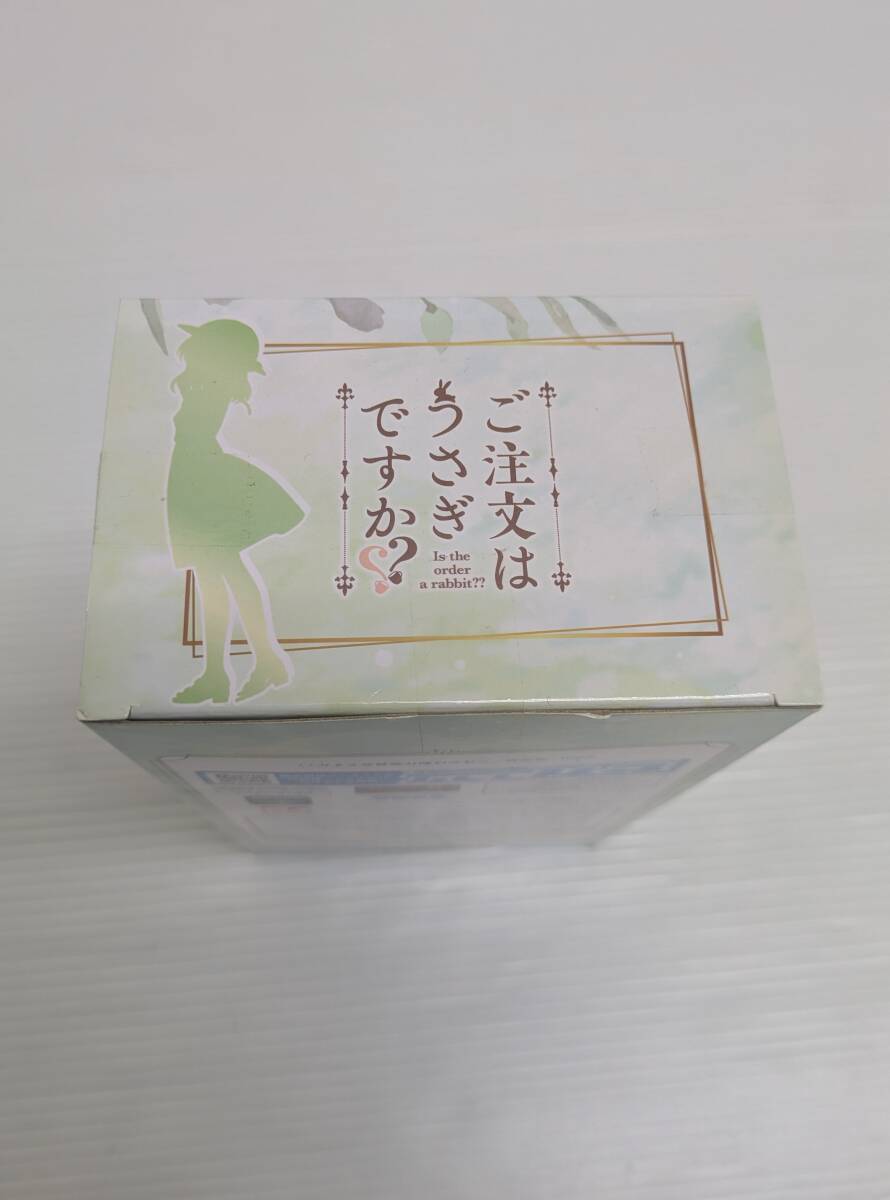 ご注文は
うさぎ
ですか??
Is the
order
a rabbit??